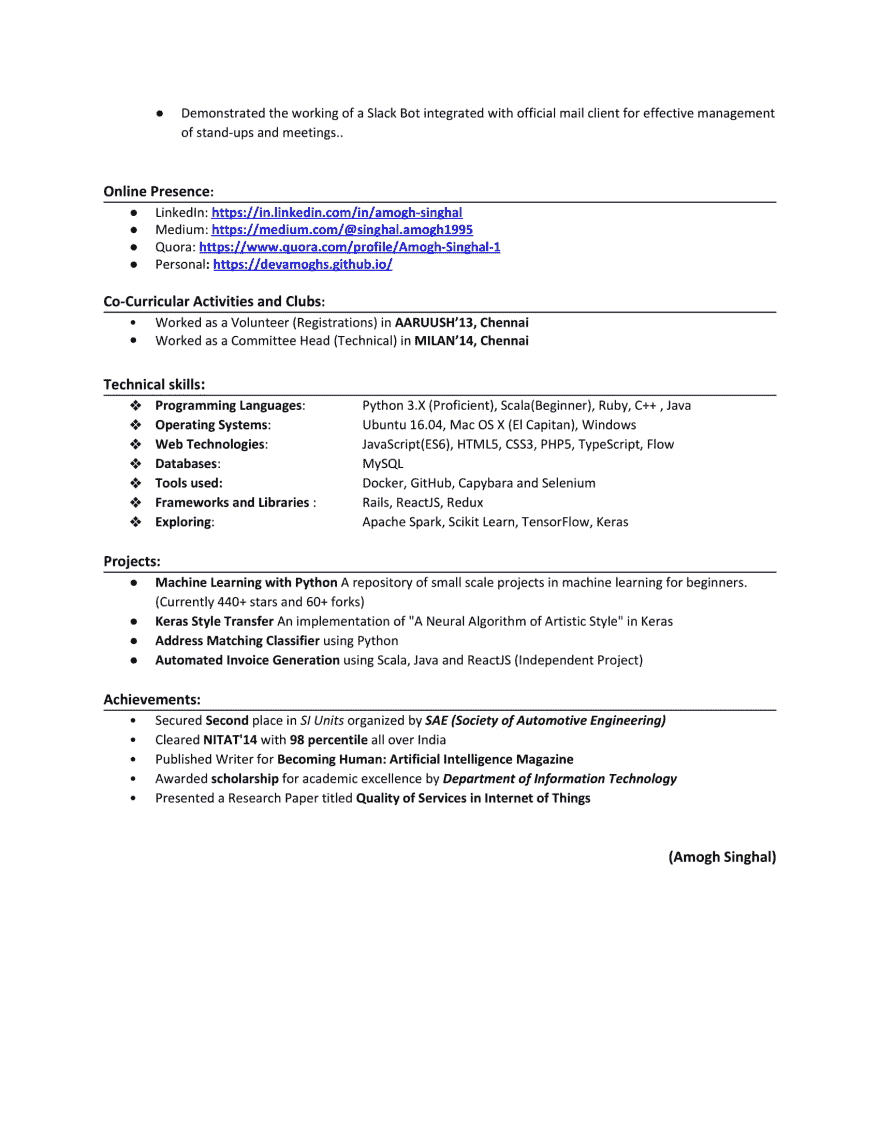 ● Demonstrated the working of a Slack Bot integrated with official mail client for effective management
of stand-ups and meetings..
Online Presence:
● LinkedIn: https://in.linkedin.com/in/amogh-singhal
● Medium: https://medium.com/@singhal.amogh1995
● Quora: https://www.quora.com/profile/Amogh-Singhal-1
● Personal: https://devamoghs.github.io/
Co-Curricular Activities and Clubs:
• Worked as a Volunteer (Registrations) in AARUUSH’13, Chennai
● Worked as a Committee Head (Technical) in MILAN’14, Chennai
Technical skills:
❖ Programming Languages: Python 3.X (Proficient), Scala(Beginner), Ruby, C++ , Java
❖ Operating Systems: Ubuntu 16.04, Mac OS X (El Capitan), Windows
❖ Web Technologies: JavaScript(ES6), HTML5, CSS3, PHP5, TypeScript, Flow
❖ Databases: MySQL
❖ Tools used: Docker, GitHub, Capybara and Selenium
❖ Frameworks and Libraries : Rails, ReactJS, Redux
❖ Exploring: Apache Spark, Scikit Learn, TensorFlow, Keras
Projects:
● Machine Learning with Python A repository of small scale projects in machine learning for beginners.
(Currently 440+ stars and 60+ forks)
● Keras Style Transfer An implementation of "A Neural Algorithm of Artistic Style" in Keras
● Address Matching Classifier using Python
● Automated Invoice Generation using Scala, Java and ReactJS (Independent Project)
Achievements:
• Secured Second place in SI Units organized by SAE (Society of Automotive Engineering)
• Cleared NITAT'14 with 98 percentile all over India
• Published Writer for Becoming Human: Artificial Intelligence Magazine
• Awarded scholarship for academic excellence by Department of Information Technology
• Presented a Research Paper titled Quality of Services in Internet of Things
(Amogh Singhal)